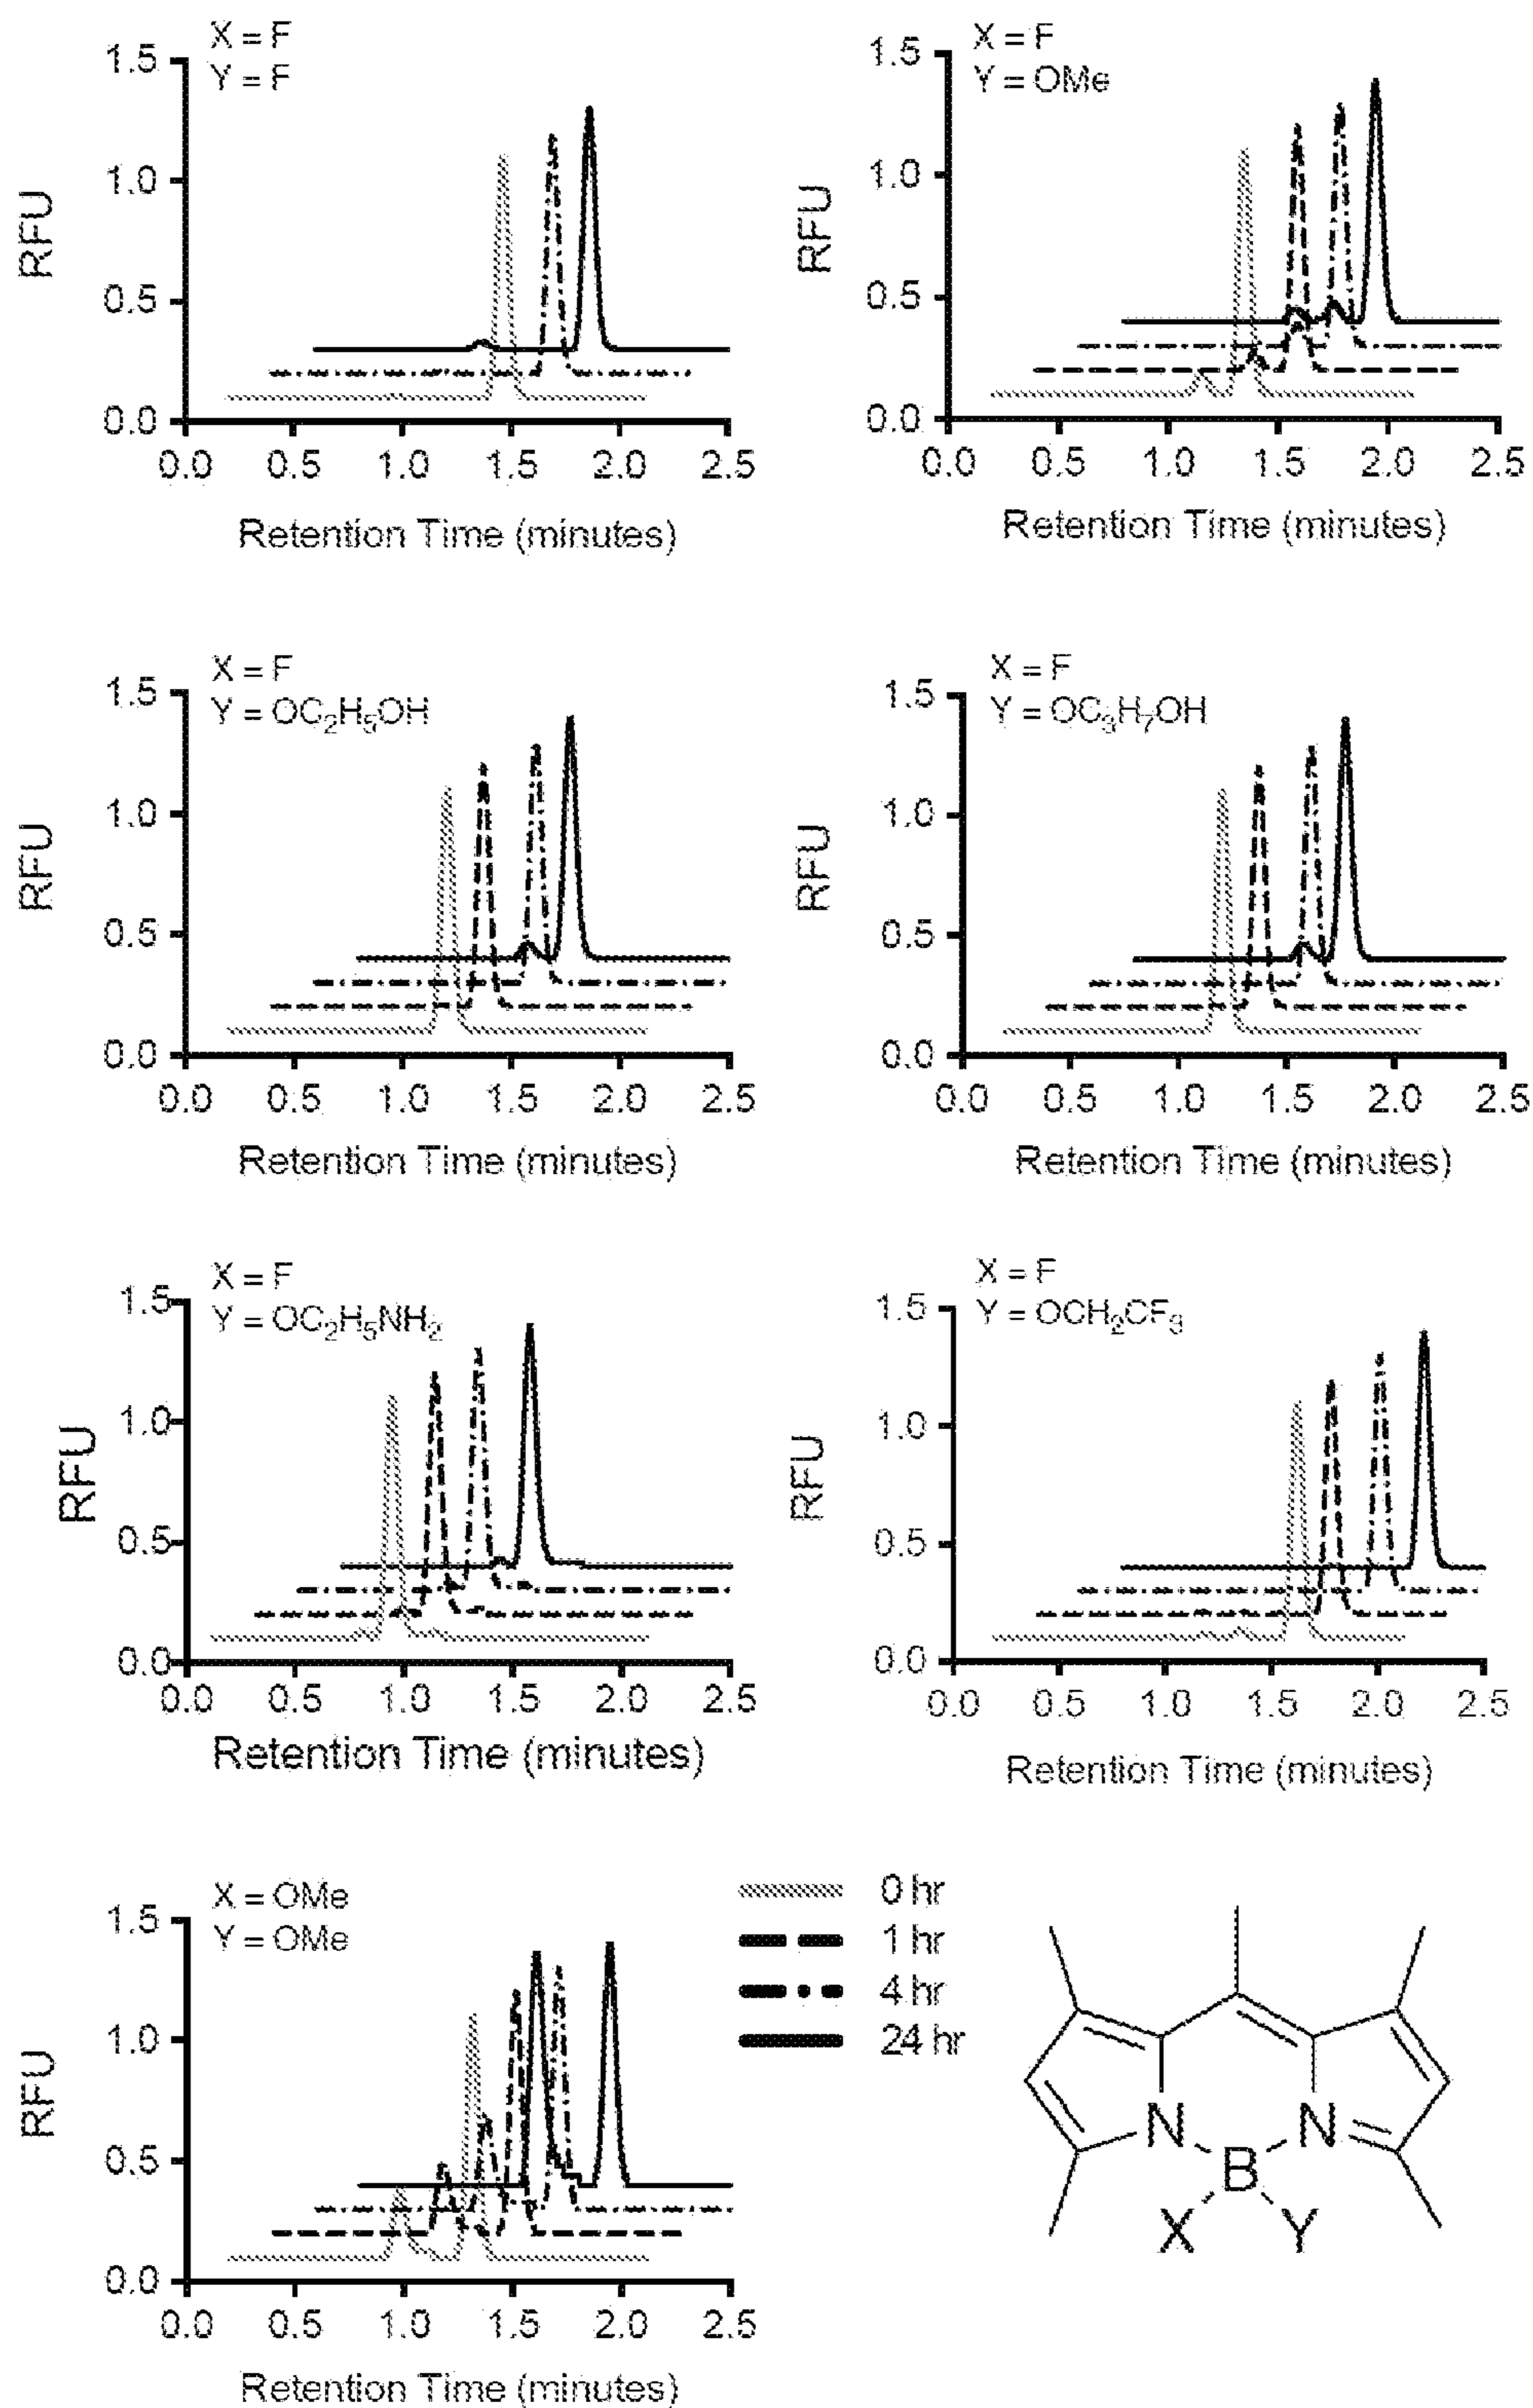 X = F
Y = F
1.5
1.0
0.5
0.0
RFU
0.0 0.5 1.0 1.5 2.0 2.5
Retention Time (minutes)
X = F
Y = OMe
1.5
1.0
0.5
0.0
RFU
0.0 0.5 1.0 1.5 2.0 2.5
Retention Time (minutes)
X = F
Y = OC₂H₅OH
1.5
1.0
0.5
0.0
RFU
0.0 0.5 1.0 1.5 2.0 2.5
Retention Time (minutes)
X = F
Y = OC₃H₇OH
1.5
1.0
0.5
0.0
RFU
0.0 0.5 1.0 1.5 2.0 2.5
Retention Time (minutes)
X = F
Y = OC₂H₅NH₂
1.5
1.0
0.5
0.0
RFU
0.0 0.5 1.0 1.5 2.0 2.5
Retention Time (minutes)
X = F
Y = OCH₂CF₃
1.5
1.0
0.5
0.0
RFU
0.0 0.5 1.0 1.5 2.0 2.5
Retention Time (minutes)
X = OMe
Y = OMe
1.5
1.0
0.5
0.0
RFU
0.0 0.5 1.0 1.5 2.0 2.5
Retention Time (minutes)
0 hr
1 hr
4 hr
24 hr
N N
B
X Y